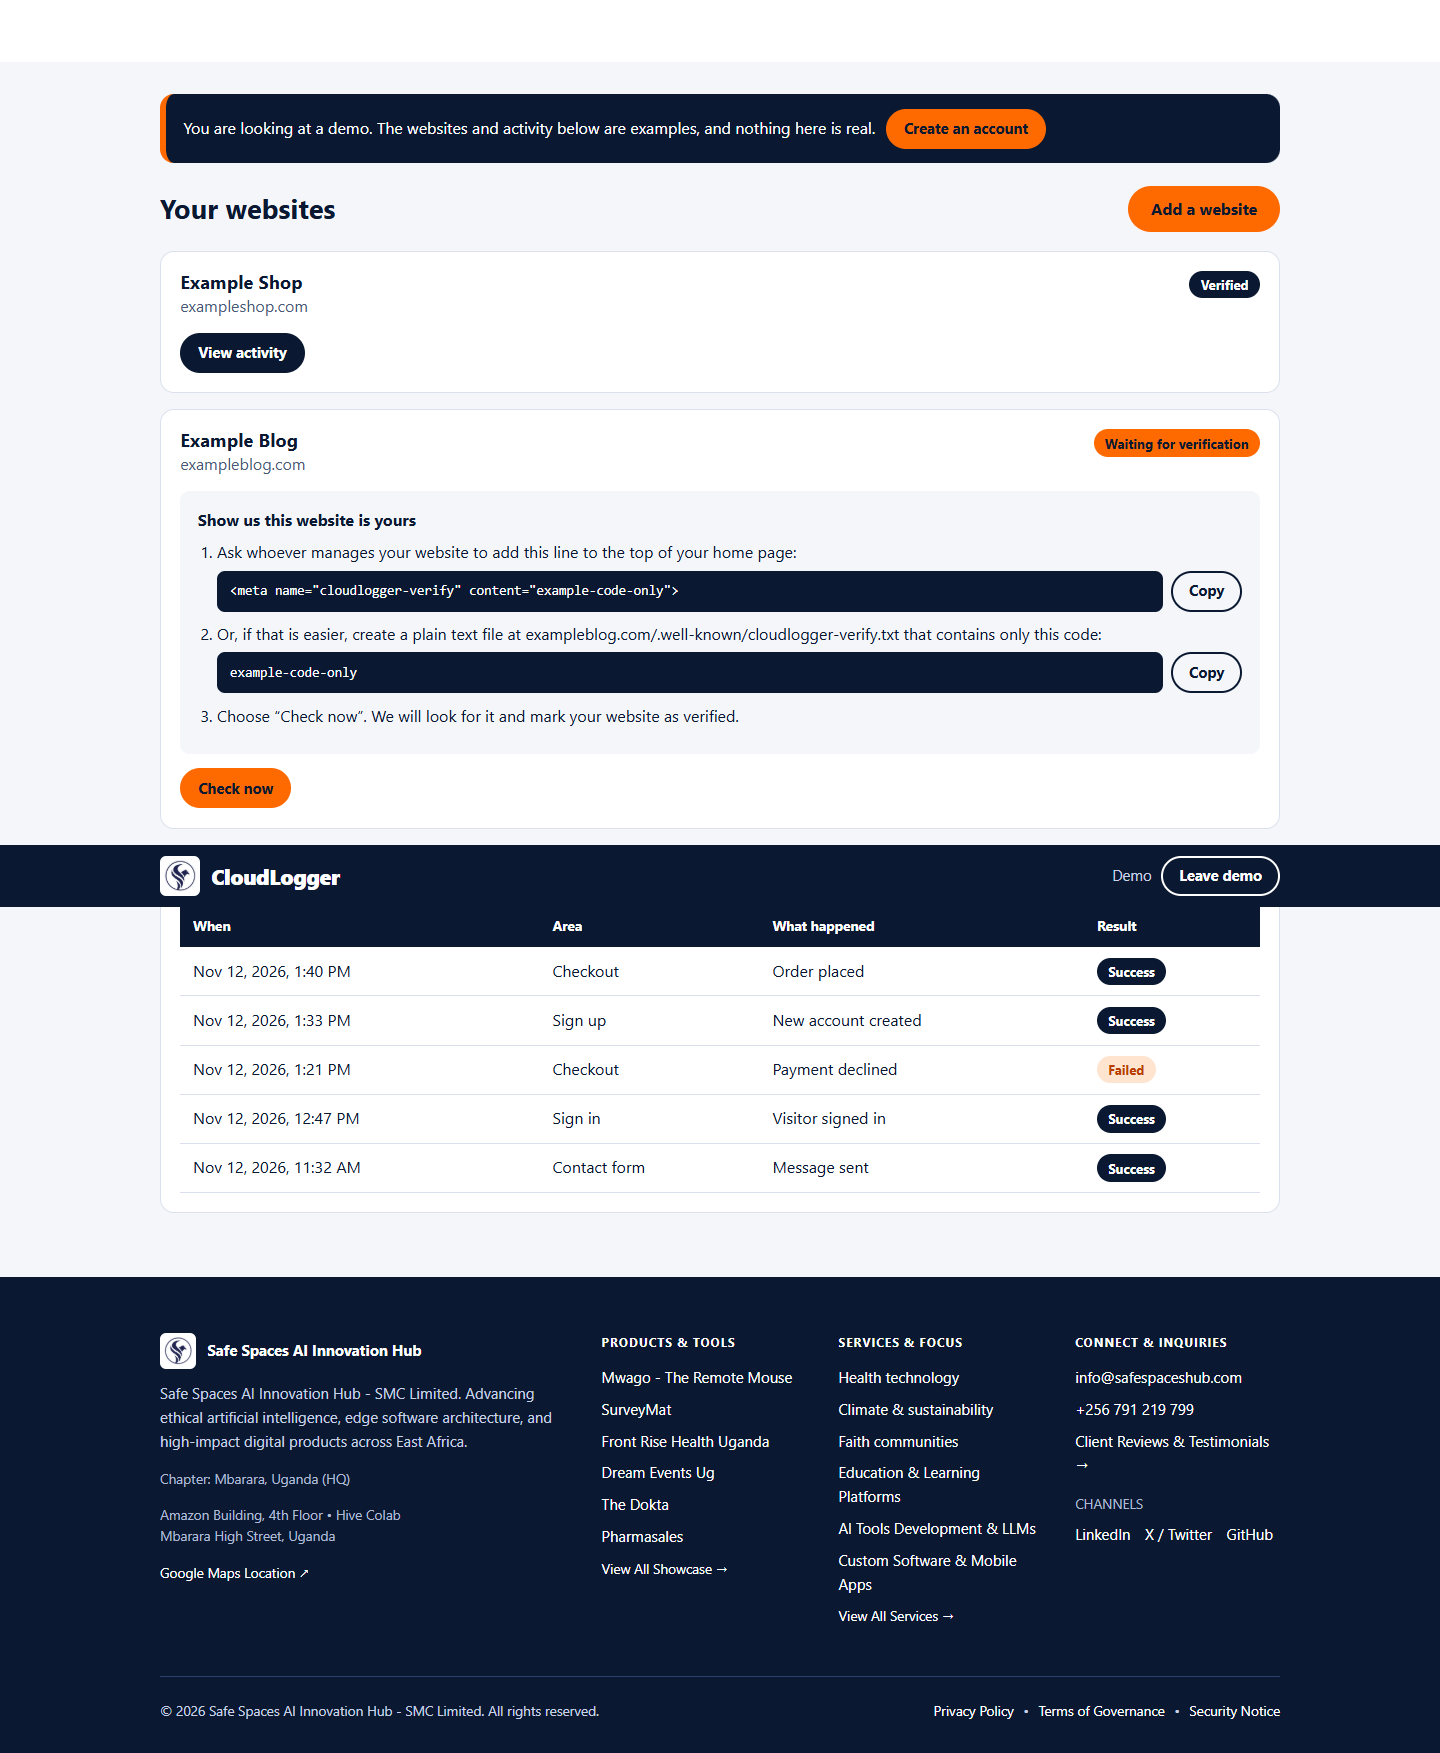 You are looking at a demo. The websites and activity below are examples, and nothing here is real.
Create an account
Your websites
Add a website
Example Shop
exampleshop.com
Verified
View activity
Example Blog
exampleblog.com
Waiting for verification
Show us this website is yours
1. Ask whoever manages your website to add this line to the top of your home page:
<meta name="cloudlogger-verify" content="example-code-only">
Copy
2. Or, if that is easier, create a plain text file at exampleblog.com/.well-known/cloudlogger-verify.txt that contains only this code:
example-code-only
Copy
3. Choose “Check now”. We will look for it and mark your website as verified.
Check now
CloudLogger
Demo
Leave demo
When Area What happened Result
Nov 12, 2026, 1:40 PM Checkout Order placed Success
Nov 12, 2026, 1:33 PM Sign up New account created Success
Nov 12, 2026, 1:21 PM Checkout Payment declined Failed
Nov 12, 2026, 12:47 PM Sign in Visitor signed in Success
Nov 12, 2026, 11:32 AM Contact form Message sent Success
Safe Spaces AI Innovation Hub
Safe Spaces AI Innovation Hub - SMC Limited. Advancing
ethical artificial intelligence, edge software architecture, and
high-impact digital products across East Africa.
Chapter: Mbarara, Uganda (HQ)
Amazon Building, 4th Floor • Hive Colab
Mbarara High Street, Uganda
Google Maps Location ↗
PRODUCTS & TOOLS
Mwago - The Remote Mouse
SurveyMat
Front Rise Health Uganda
Dream Events Ug
The Dokta
Pharmasales
View All Showcase →
SERVICES & FOCUS
Health technology
Climate & sustainability
Faith communities
Education & Learning
Platforms
AI Tools Development & LLMs
Custom Software & Mobile
Apps
View All Services →
CONNECT & INQUIRIES
info@safespaceshub.com
+256 791 219 799
Client Reviews & Testimonials
→
CHANNELS
LinkedIn X / Twitter GitHub
© 2026 Safe Spaces AI Innovation Hub - SMC Limited. All rights reserved.
Privacy Policy • Terms of Governance • Security Notice